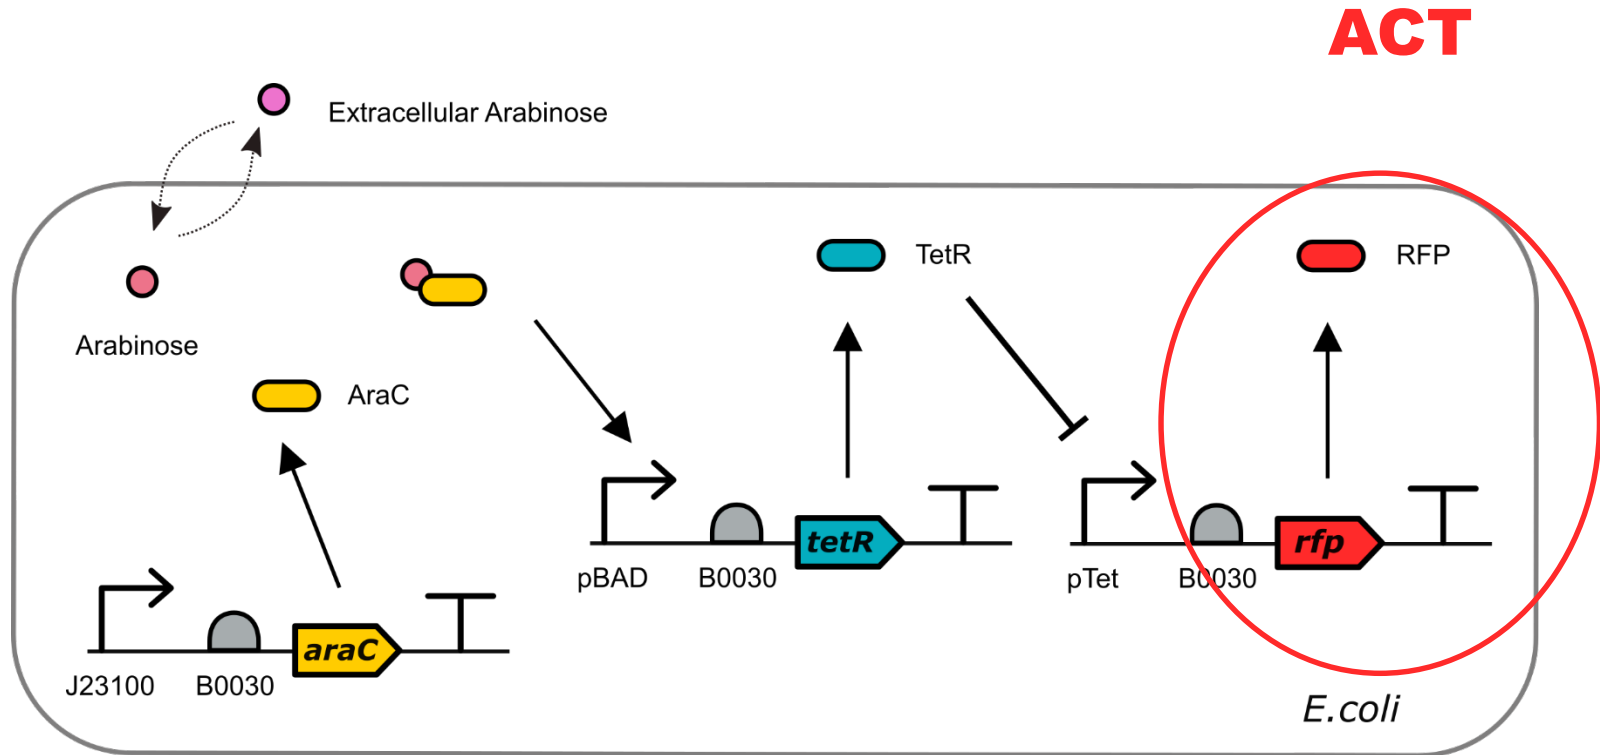 ACT
Extracellular Arabinose
TetR
RFP
Arabinose
AraC
tetR
rfp
pBAD
B0030
pTet
B0030
araC
J23100
B0030
E.coli